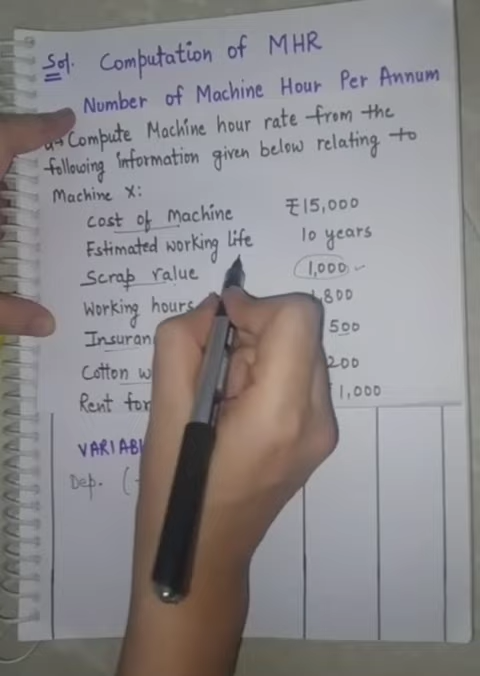 Sol. Computation of MHR
Number of Machine Hour Per Annum
Q→ Compute Machine hour rate from the
following information given below relating to
Machine X:
Cost of Machine ₹15,000
Estimated working life 10 years
Scrap value 1,000
Working hours 1,800
500
Cotton 200
Rent for 1,000
Dep. (